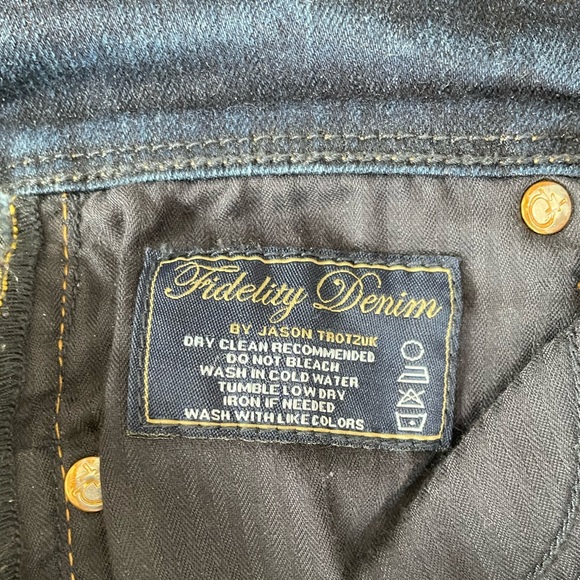 Fidelity Denim
BY JASON TROTZUK
DRY CLEAN RECOMMENDED
DO NOT BLEACH
WASH IN COLD WATER
TUMBLE LOW DRY
IRON IF NEEDED
WASH WITH LIKE COLORS